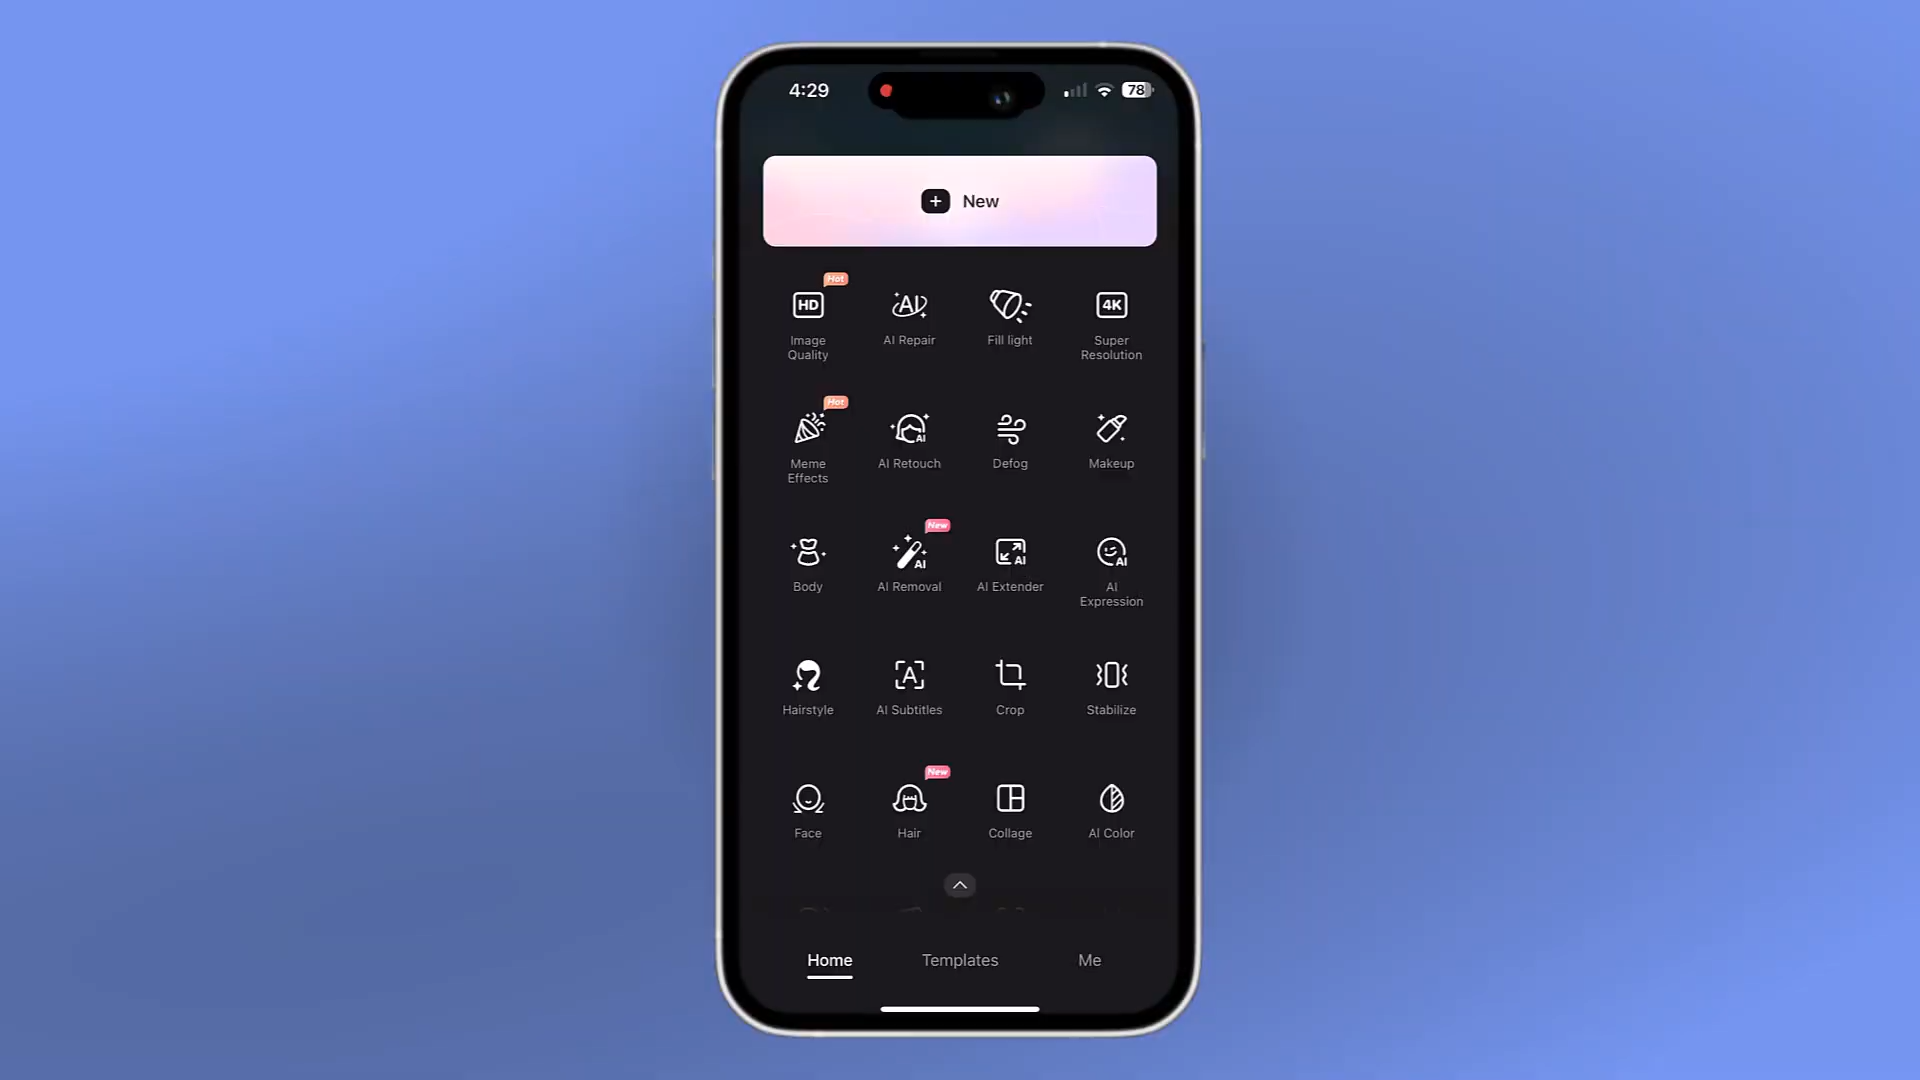 4:29
78
+ New
Hot
HD
AI
4K
Image
Quality
AI Repair
Fill light
Super
Resolution
Hot
AI
Meme
Effects
AI Retouch
Defog
Makeup
New
AI
AI
AI
Body
AI Removal
AI Extender
AI
Expression
A
Hairstyle
AI Subtitles
Crop
Stabilize
New
Face
Hair
Collage
AI Color
Home
Templates
Me